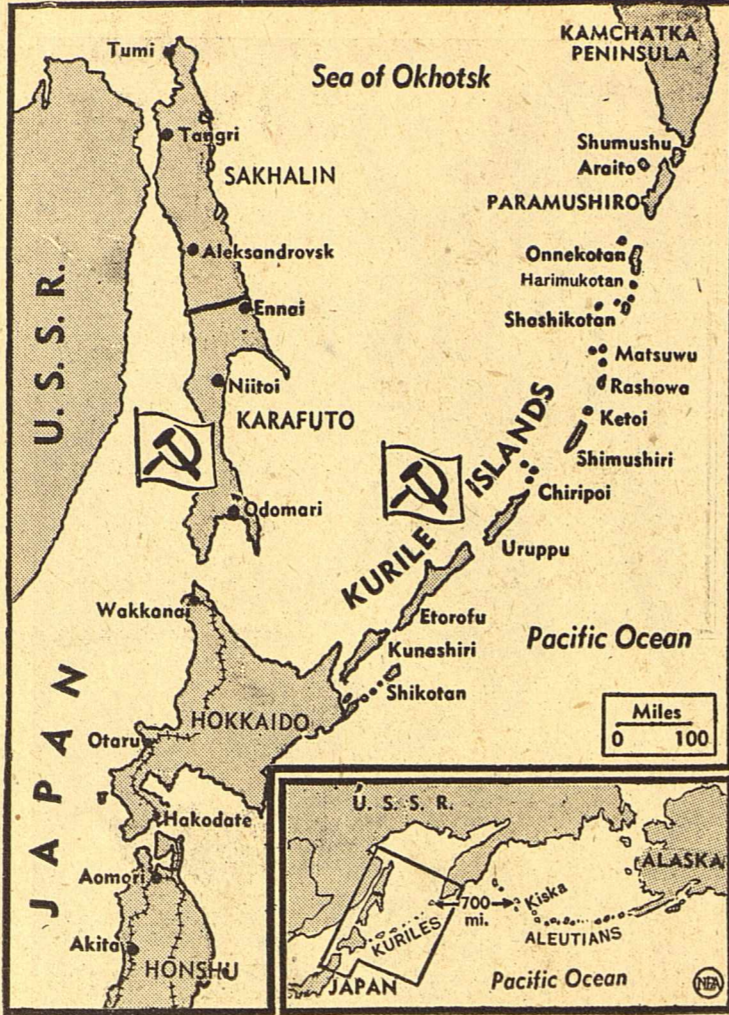 KAMCHATKA
PENINSULA
Tumi
Sea of Okhotsk
Tangri
Shumushu
Araito
SAKHALIN
PARAMUSHIRO
Aleksandrovsk
Onnekotan
Harimukotan
Ennai
Shashikotan
U.S.S.R.
Matsuwu
Niitoi
Rashowa
KARAFUTO
Ketoi
Shimushiri
KURILE ISLANDS
Chiripoi
Odomari
Uruppu
Wakkanai
Etorofu
Pacific Ocean
Kunashiri
Shikotan
JAPAN
HOKKAIDO
Miles
0 100
Otaru
Hakodate
Aomori
Akita
HONSHU
U. S. S. R.
ALASKA
700
mi.
Kiska
KURILES
ALEUTIANS
JAPAN
Pacific Ocean
NEA